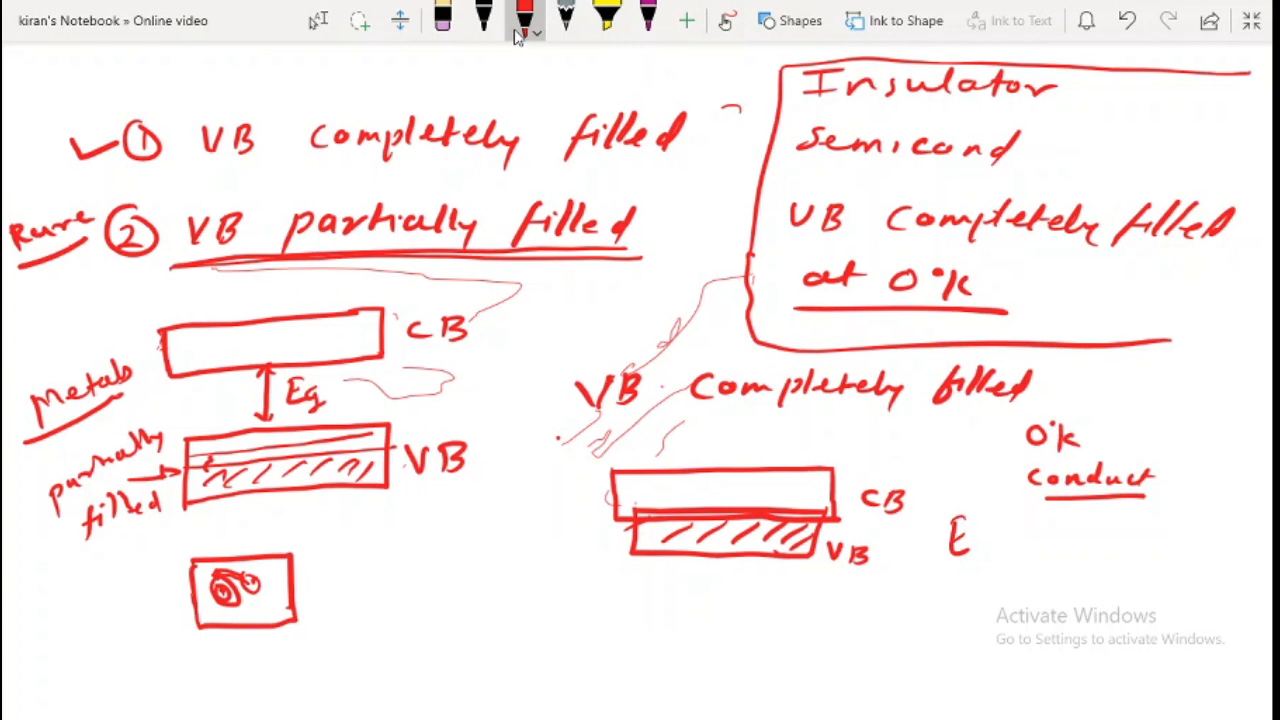 kiran's Notebook » Online video
Shapes
Ink to Shape
Ink to Text
① VB completely filled
Rare ② VB partially filled
Insulator
Semicond
VB Completely filled
at 0°K
CB
Metals
Eg
partially
filled
VB
VB Completely filled
0°K
conduct
CB
VB
E
Activate Windows
Go to Settings to activate Windows.